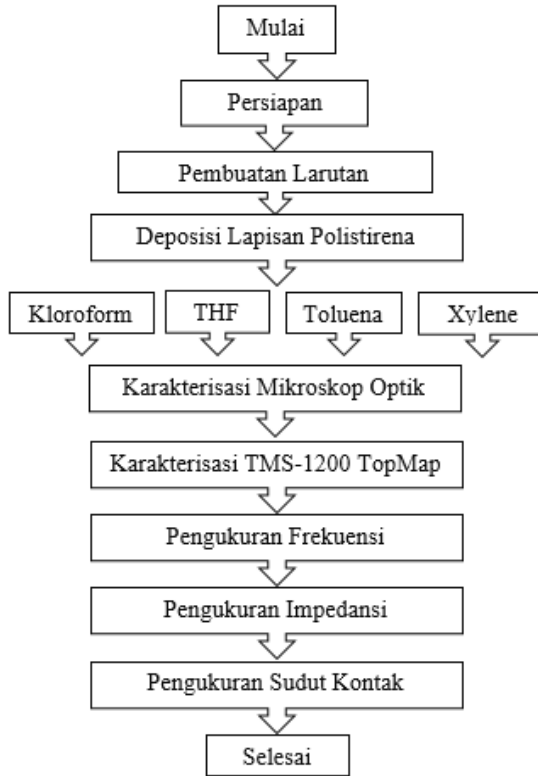 Mulai
Persiapan
Pembuatan Larutan
Deposisi Lapisan Polistirena
Kloroform
THF
Toluena
Xylene
Karakterisasi Mikroskop Optik
Karakterisasi TMS-1200 TopMap
Pengukuran Frekuensi
Pengukuran Impedansi
Pengukuran Sudut Kontak
Selesai